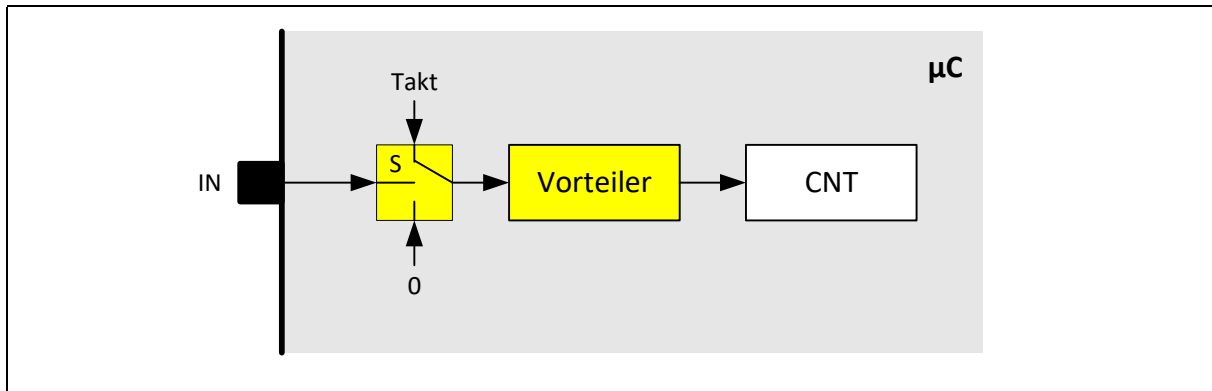 µC
Takt
IN
S
Vorteiler
CNT
0